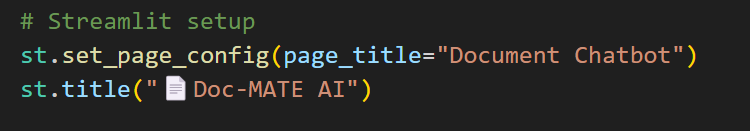 # Streamlit setup
st.set_page_config(page_title="Document Chatbot")
st.title("📄Doc-MATE AI")